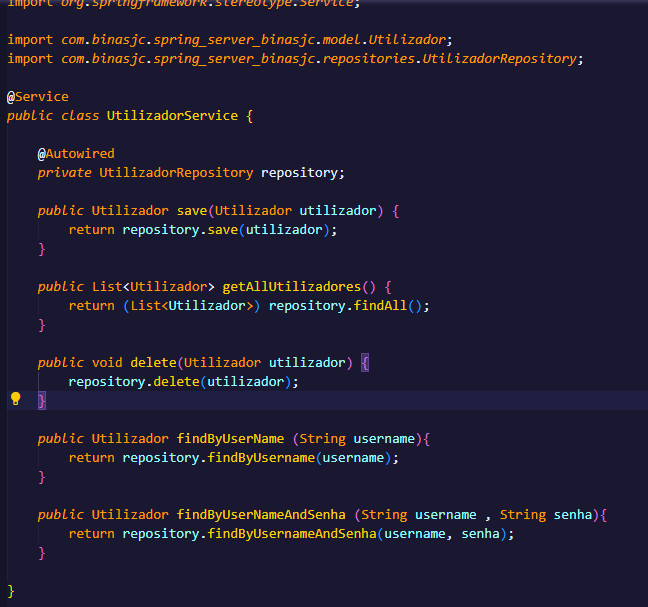 import org.springframework.stereotype.Service;
import com.binasjc.spring_server_binasjc.model.Utilizador;
import com.binasjc.spring_server_binasjc.repositories.UtilizadorRepository;
@Service
public class UtilizadorService {
@Autowired
private UtilizadorRepository repository;
public Utilizador save(Utilizador utilizador) {
return repository.save(utilizador);
}
public List<Utilizador> getAllUtilizadores() {
return (List<Utilizador>) repository.findAll();
}
public void delete(Utilizador utilizador) {
repository.delete(utilizador);
}
public Utilizador findByUserName (String username){
return repository.findByUsername(username);
}
public Utilizador findByUserNameAndSenha (String username , String senha){
return repository.findByUsernameAndSenha(username, senha);
}
}